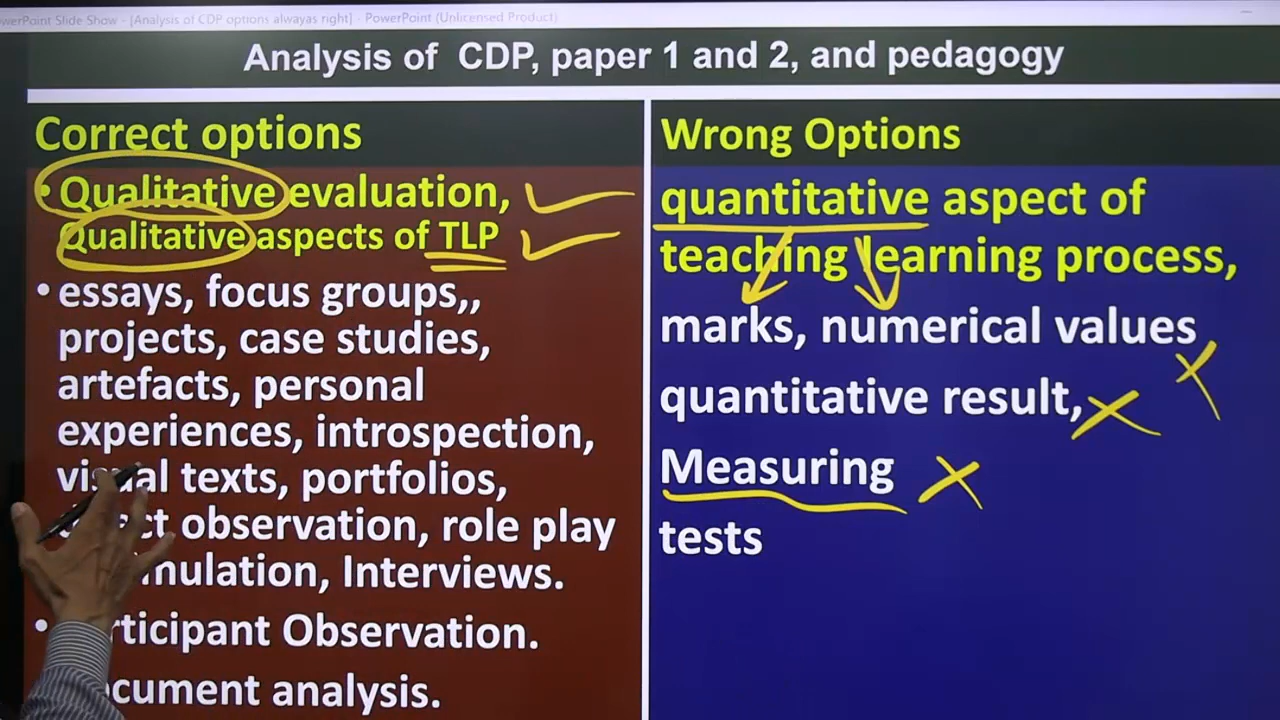 PowerPoint Slide Show - [Analysis of CDP options alwayas right] - PowerPoint (Unlicensed Product)
Analysis of CDP, paper 1 and 2, and pedagogy
Correct options
• Qualitative evaluation,
Qualitative aspects of TLP
• essays, focus groups,,
projects, case studies,
artefacts, personal
experiences, introspection,
visual texts, portfolios,
observation, role play
Interviews.
• Observation.
analysis.
Wrong Options
quantitative aspect of
teaching learning process,
marks, numerical values
quantitative result,
Measuring
tests